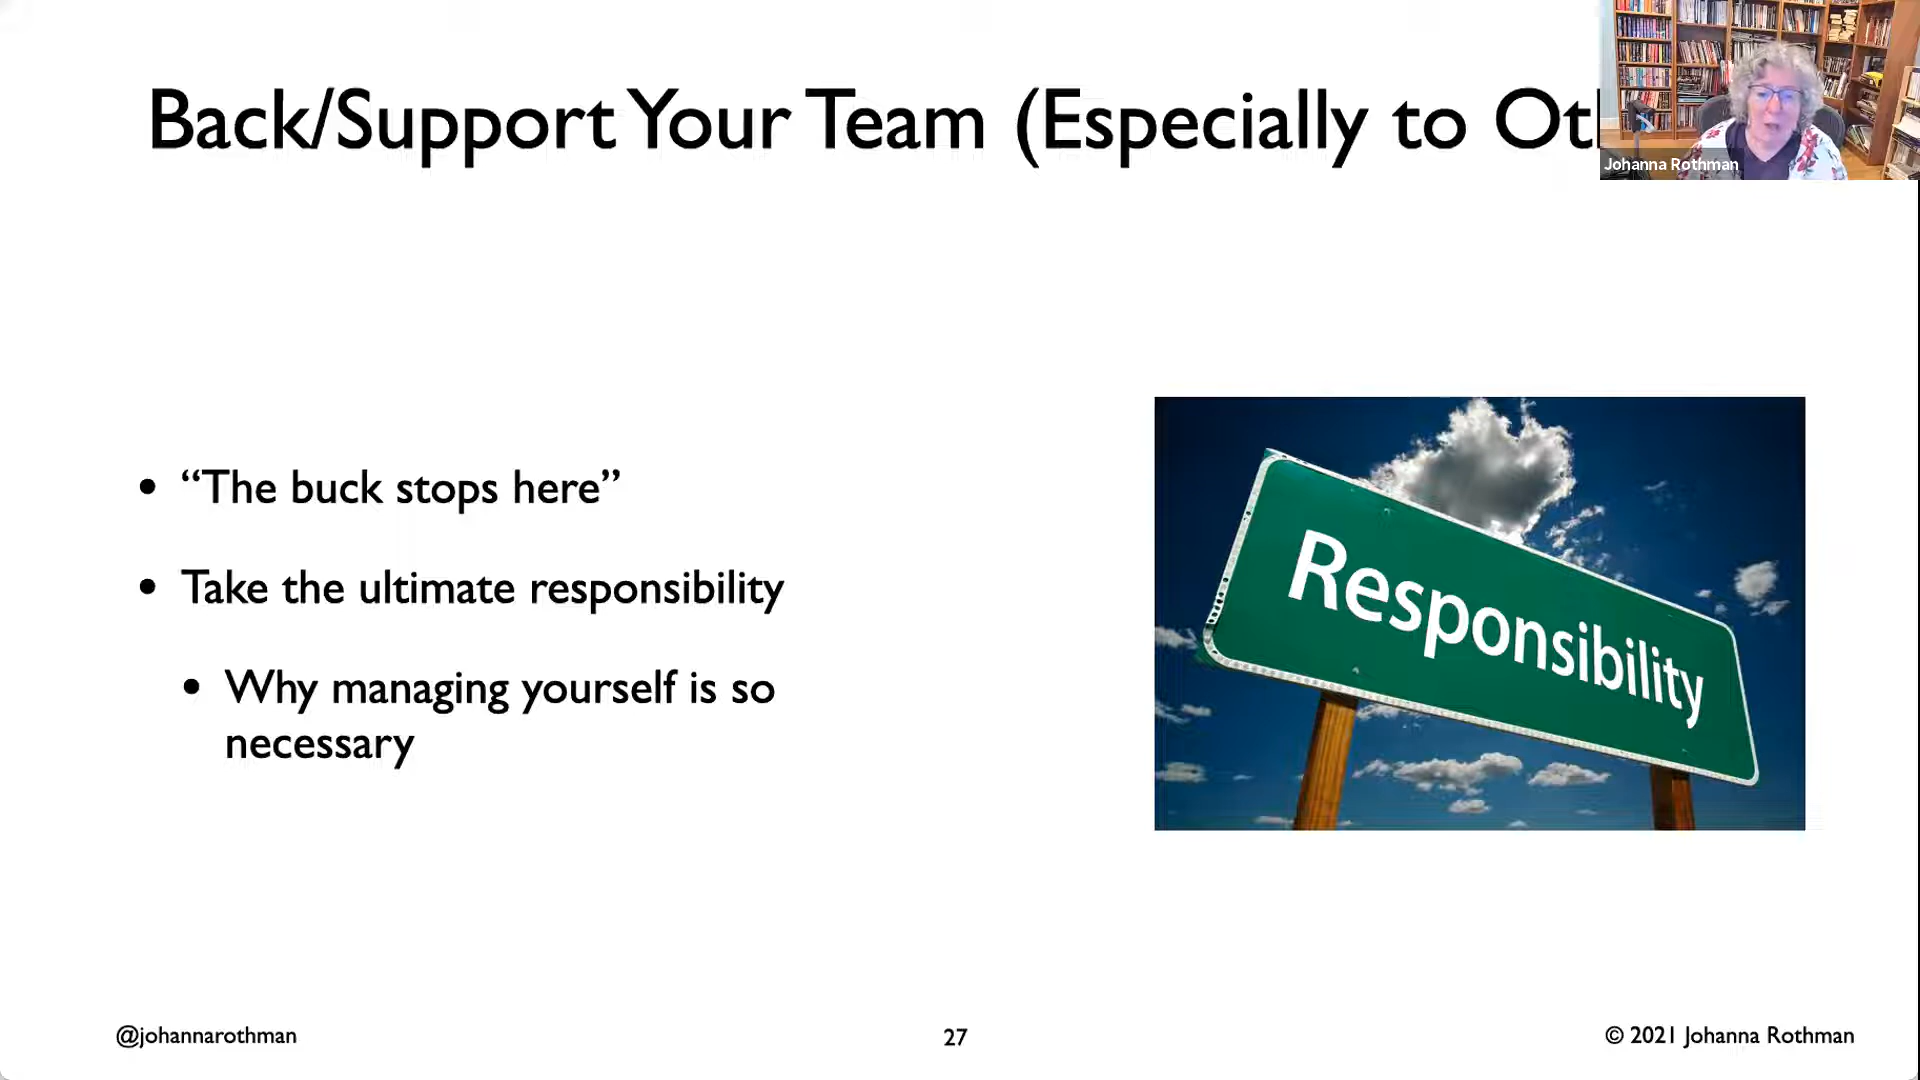 Back/Support Your Team (Especially to
Johanna Rothman
• “The buck stops here”
• Take the ultimate responsibility
• Why managing yourself is so
necessary
Responsibility
@johannarothman
27
© 2021 Johanna Rothman